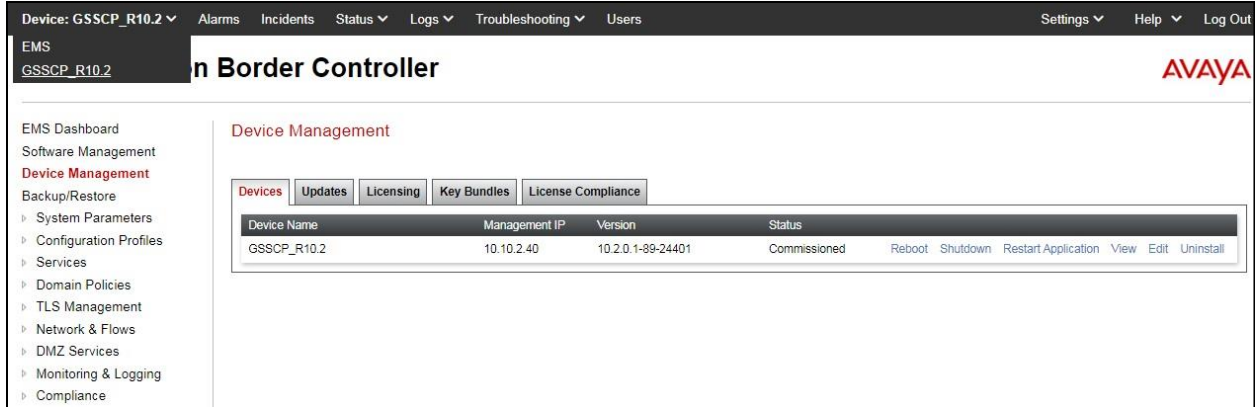 Device: GSSCP_R10.2 Alarms Incidents Status Logs Troubleshooting Users Settings Help Log Out
EMS
GSSCP_R10.2
n Border Controller
AVAYA
EMS Dashboard
Software Management
Device Management
Backup/Restore
System Parameters
Configuration Profiles
Services
Domain Policies
TLS Management
Network & Flows
DMZ Services
Monitoring & Logging
Compliance
Device Management
Devices Updates Licensing Key Bundles License Compliance
Device Name Management IP Version Status
GSSCP_R10.2 10.10.2.40 10.2.0.1-89-24401 Commissioned Reboot Shutdown Restart Application View Edit Uninstall